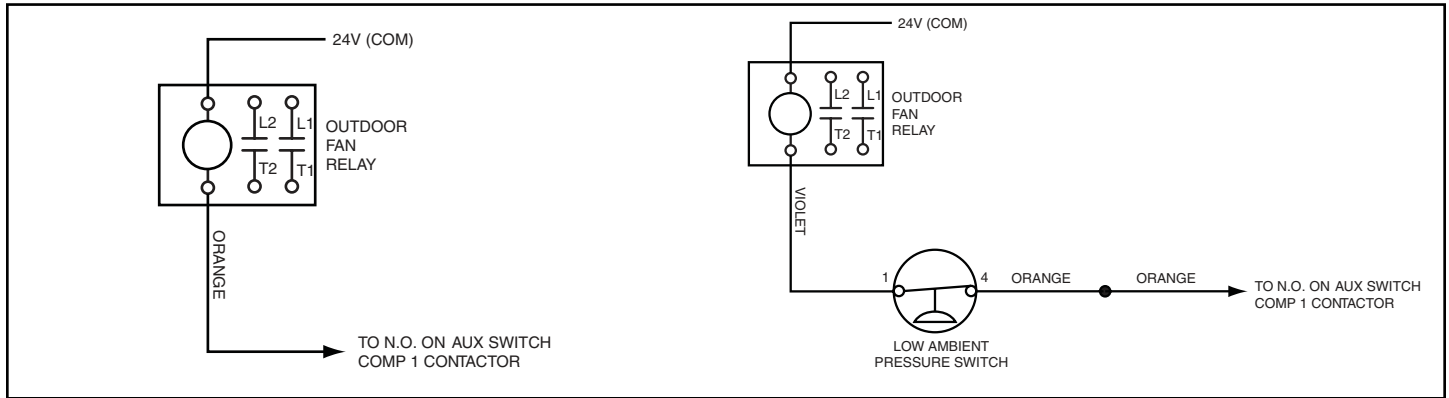 24V (COM)
L2
L1
T2
T1
OUTDOOR
FAN
RELAY
ORANGE
TO N.O. ON AUX SWITCH
COMP 1 CONTACTOR
24V (COM)
L2
L1
T2
T1
OUTDOOR
FAN
RELAY
VIOLET
1
4
ORANGE
ORANGE
TO N.O. ON AUX SWITCH
COMP 1 CONTACTOR
LOW AMBIENT
PRESSURE SWITCH